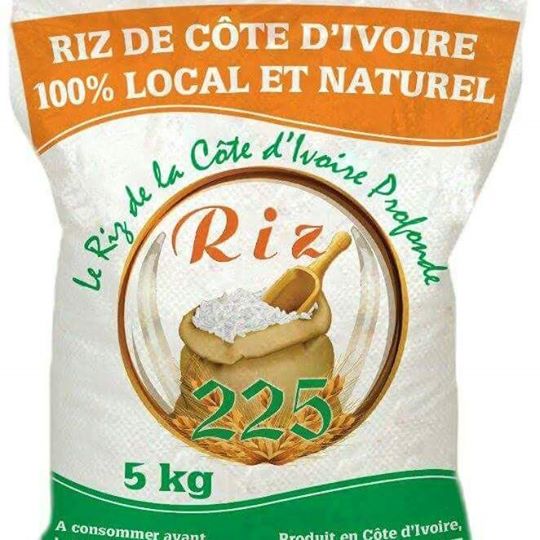 RIZ DE CÔTE D'IVOIRE
100% LOCAL ET NATUREL
Le Riz de la Côte d'Ivoire Profonde
Riz
225
5 kg
A consommer avant
Produit en Côte d'Ivoire,